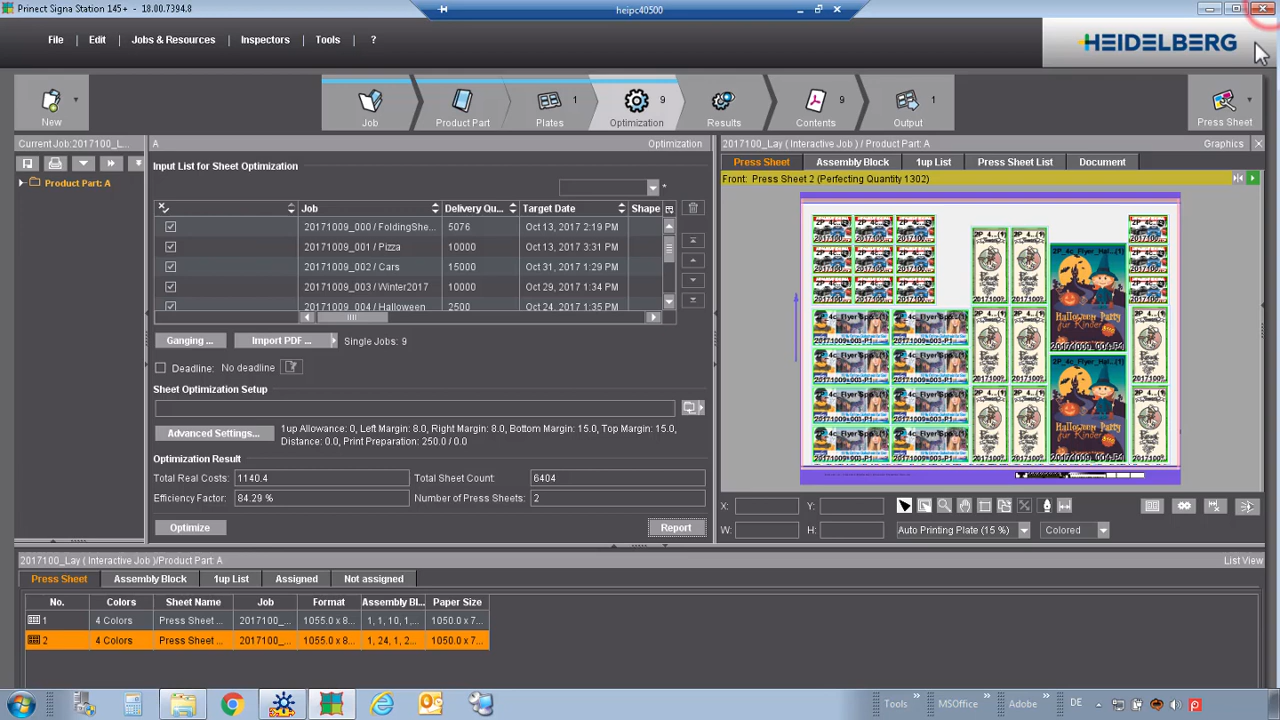 Prinect Signa Station 145+ - 18.00.7394.8
heipc40500
File Edit Jobs & Resources Inspectors Tools ?
HEIDELBERG
New
Job
Product Part
1
Plates
9
Optimization
Results
9
Contents
1
Output
Press Sheet
Current Job:2017100_L...
A
Optimization
2017100_Lay ( Interactive Job ) / Product Part: A
Graphics
Product Part: A
Input List for Sheet Optimization
Press Sheet Assembly Block 1up List Press Sheet List Document
Front: Press Sheet 2 (Perfecting Quantity 1302)
*
Job Delivery Qu... Target Date Shape
20171009_000 / FoldingShe... 5076 Oct 13, 2017 2:19 PM
20171009_001 / Pizza 10000 Oct 13, 2017 3:31 PM
20171009_002 / Cars 15000 Oct 31, 2017 1:29 PM
20171009_003 / Winter2017 10000 Oct 29, 2017 1:34 PM
20171009_004 / Halloween 2500 Oct 24, 2017 1:35 PM
Ganging ... Import PDF ... Single Jobs: 9
Deadline: No deadline
Sheet Optimization Setup
Advanced Settings...
1up Allowance: 0, Left Margin: 8.0, Right Margin: 8.0, Bottom Margin: 15.0, Top Margin: 15.0,
Distance: 0.0, Print Preparation: 250.0 / 0.0
Optimization Result
Total Real Costs: 1140.4 Total Sheet Count: 6404
Efficiency Factor: 84.29 % Number of Press Sheets: 2
Optimize Report
Halloween Party
für Kinder
X: Y:
W: H: Auto Printing Plate (15 %) Colored
2017100_Lay ( Interactive Job )/Product Part: A
List View
Press Sheet Assembly Block 1up List Assigned Not assigned
No. Colors Sheet Name Job Format Assembly Bl... Paper Size
1 4 Colors Press Sheet ... 2017100_... 1055.0 x 8... 1, 1, 10, 1,... 1050.0 x 7...
2 4 Colors Press Sheet ... 2017100_... 1055.0 x 8... 1, 24, 1, 2... 1050.0 x 7...
Tools MSOffice Adobe DE